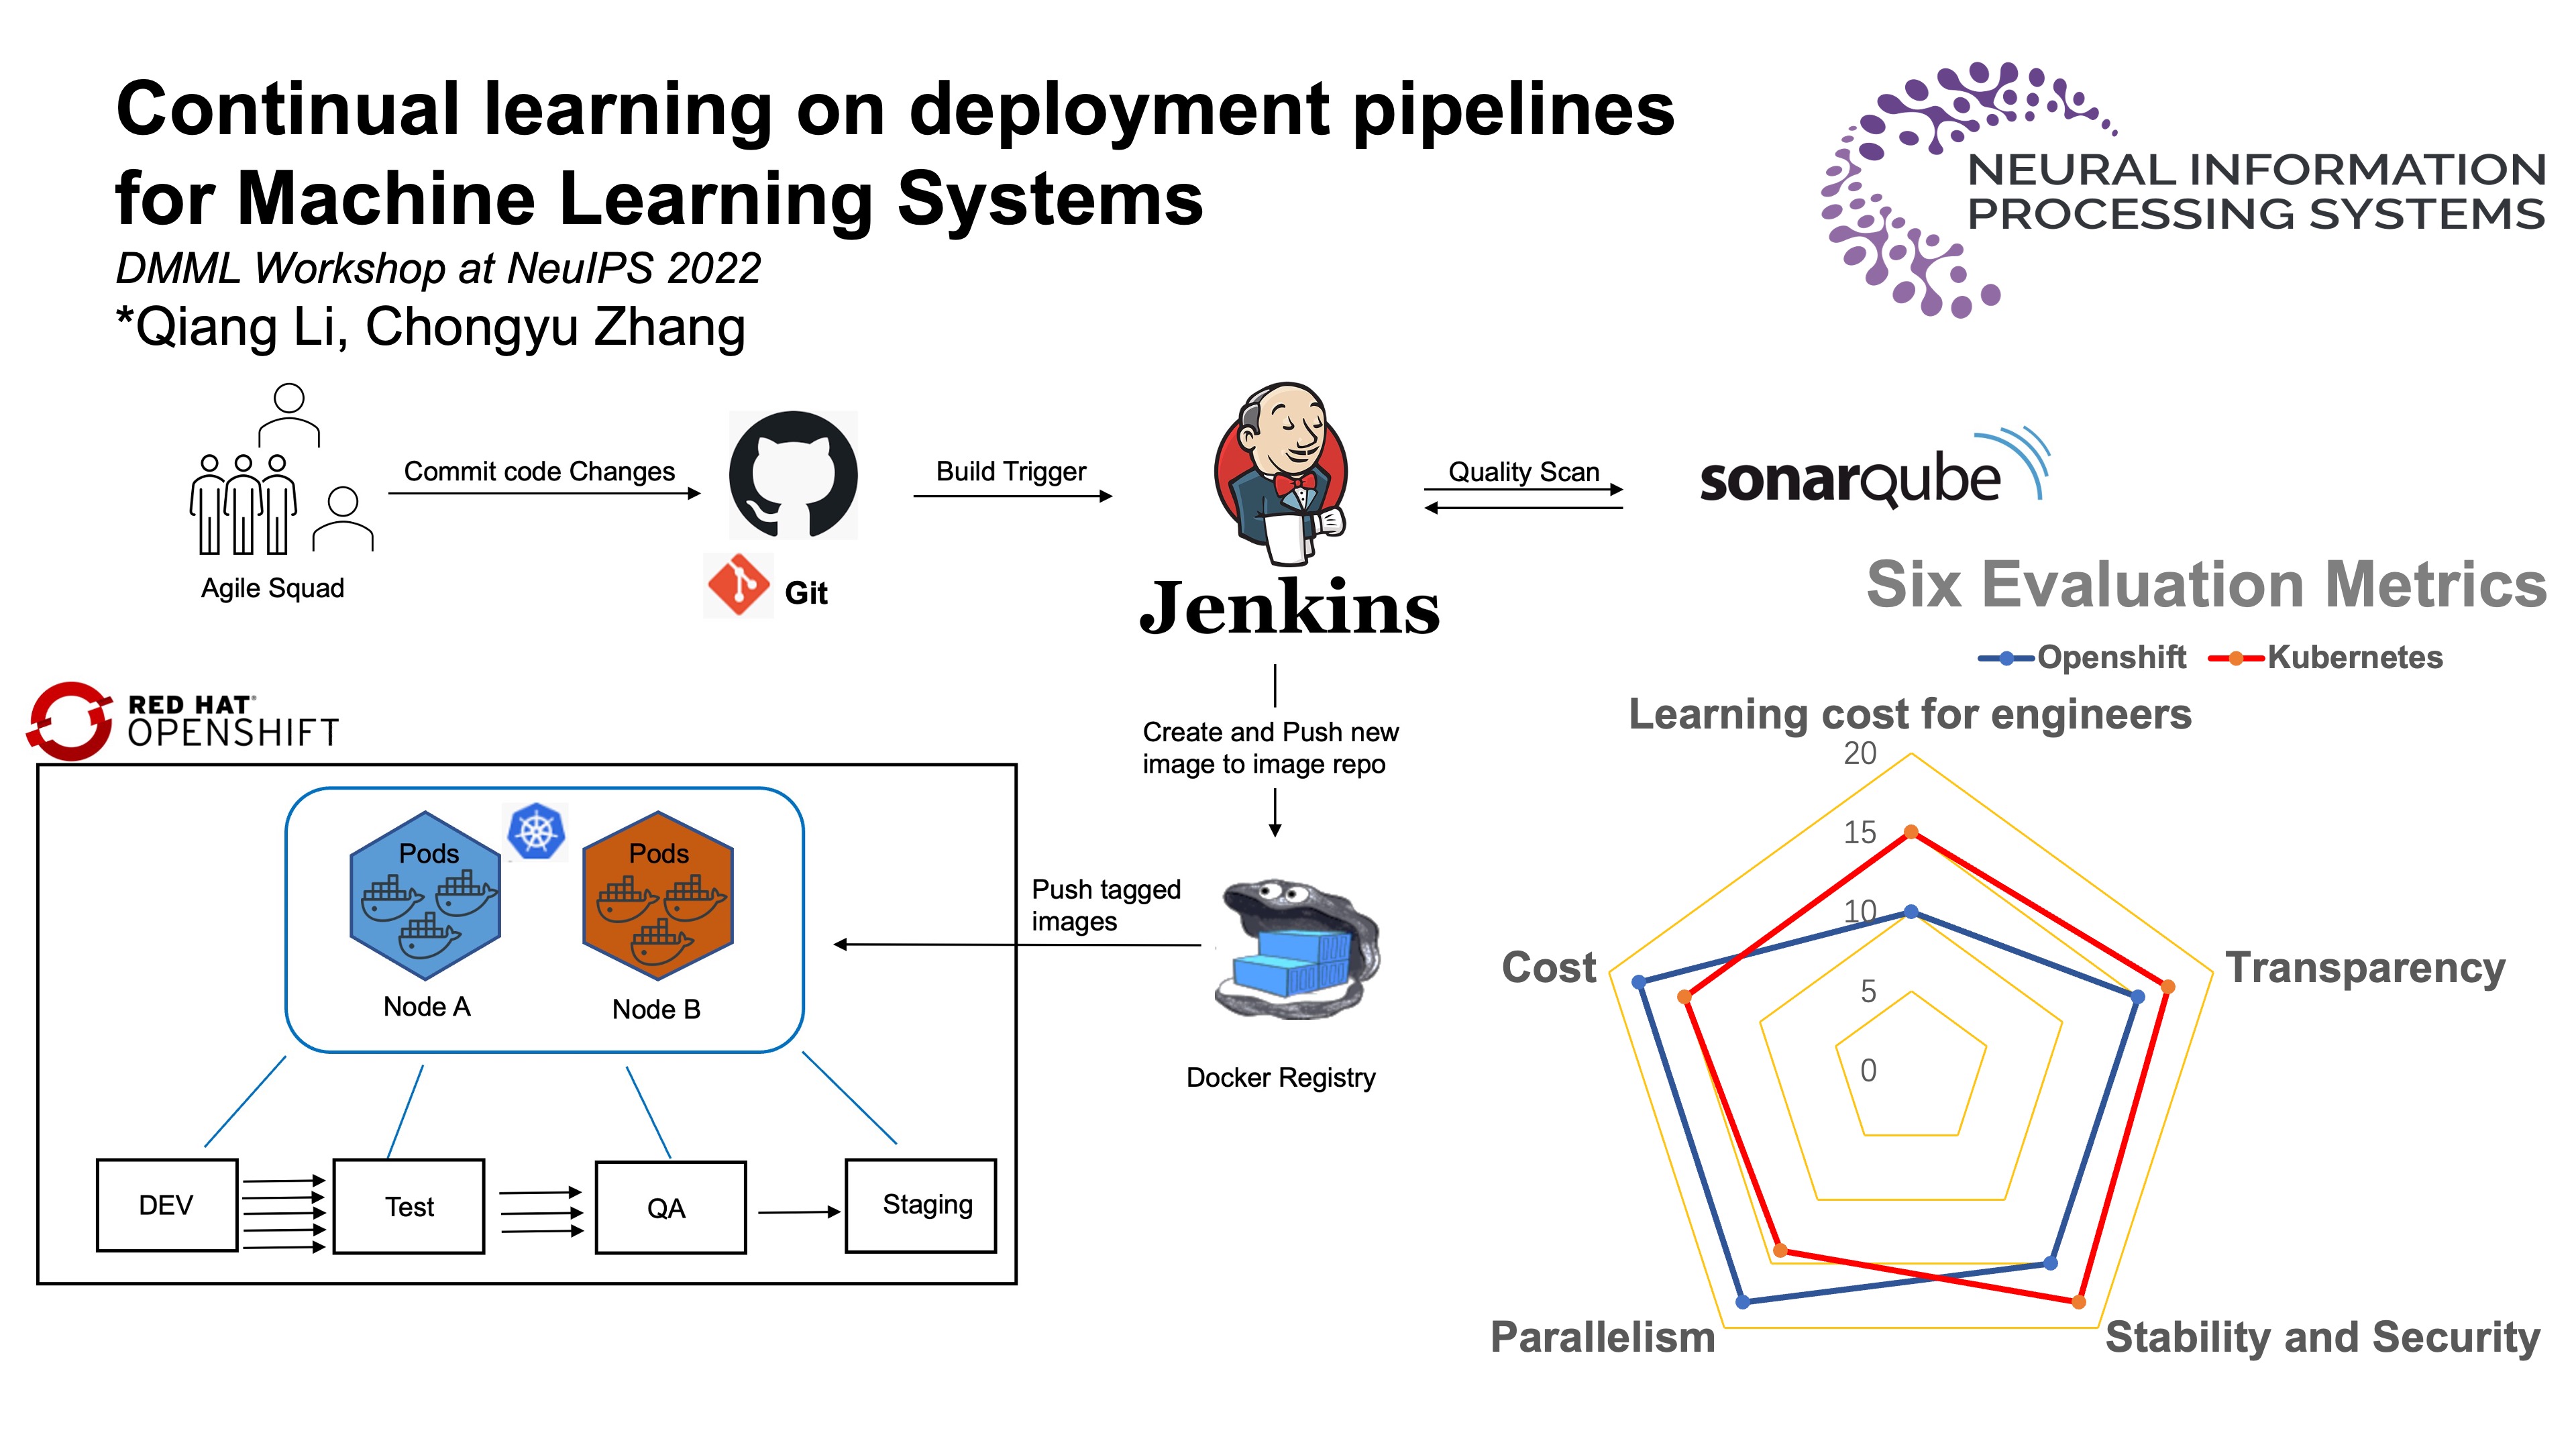 Continual learning on deployment pipelines
for Machine Learning Systems
DMML Workshop at NeuIPS 2022
*Qiang Li, Chongyu Zhang
NEURAL INFORMATION
PROCESSING SYSTEMS
Commit code Changes
Build Trigger
Quality Scan
sonarqube
Agile Squad
Git
Jenkins
Six Evaluation Metrics
Openshift
Kubernetes
RED HAT®
OPENSHIFT
Create and Push new
image to image repo
Learning cost for engineers
20
15
10
5
0
Cost
Transparency
Parallelism
Stability and Security
Pods
Pods
Node A
Node B
Push tagged
images
Docker Registry
DEV
Test
QA
Staging